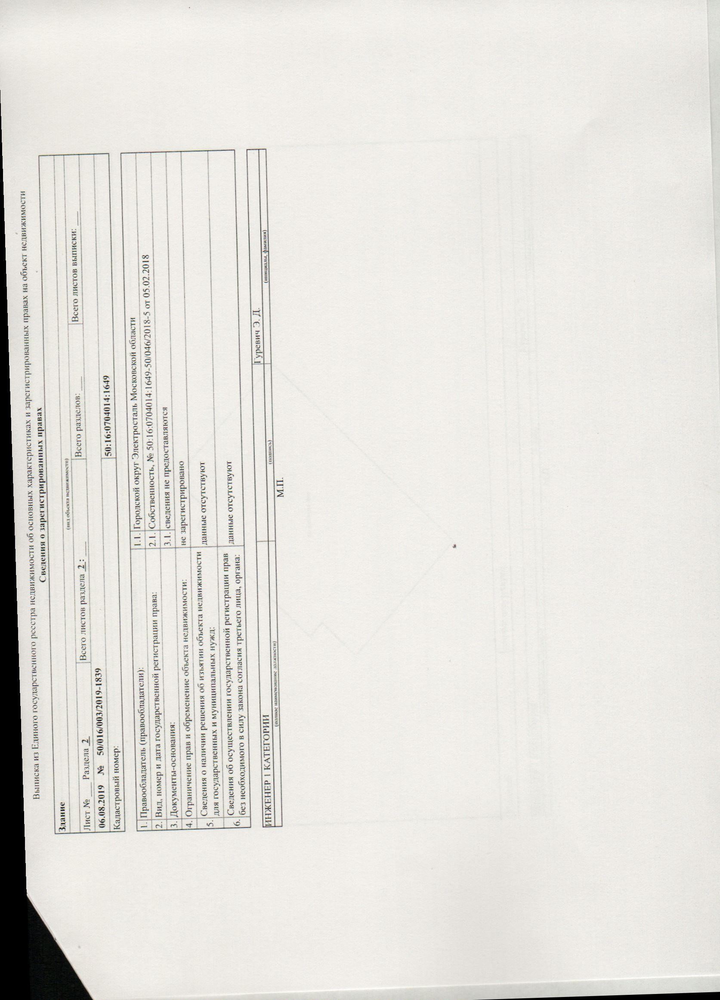 Выписка из Единого государственного реестра недвижимости об основных характеристиках и зарегистрированных правах на объект недвижимости
Сведения о зарегистрированных правах
Здание
(вид объекта недвижимости)
Лист № ___ Раздела 2 Всего листов раздела 2 : ___ Всего разделов: ___ Всего листов выписки: ___
06.08.2019 № 50/016/003/2019-1839
Кадастровый номер: 50:16:0704014:1649
1. Правообладатель (правообладатели): 1.1. Городской округ Электросталь Московской области
2. Вид, номер и дата государственной регистрации права: 2.1. Собственность, № 50:16:0704014:1649-50/046/2018-5 от 05.02.2018
3. Документы-основания: 3.1. сведения не предоставляются
4. Ограничение прав и обременение объекта недвижимости: не зарегистрировано
5. Сведения о наличии решения об изъятии объекта недвижимости данные отсутствуют
для государственных и муниципальных нужд:
6. Сведения об осуществлении государственной регистрации прав данные отсутствуют
без необходимого в силу закона согласия третьего лица, органа:
ИНЖЕНЕР 1 КАТЕГОРИИ Гуревич Э. Д.
(полное наименование должности) (подпись) (инициалы, фамилия)
М.П.